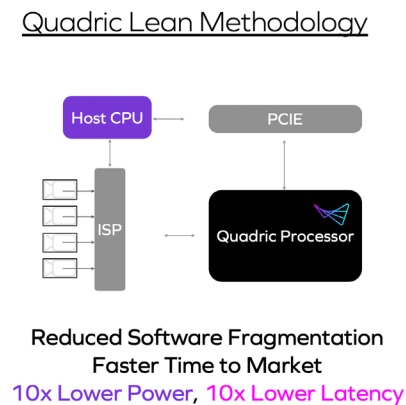 Quadric Lean Methodology
Host CPU
PCIE
ISP
Quadric Processor
Reduced Software Fragmentation
Faster Time to Market
10x Lower Power, 10x Lower Latency